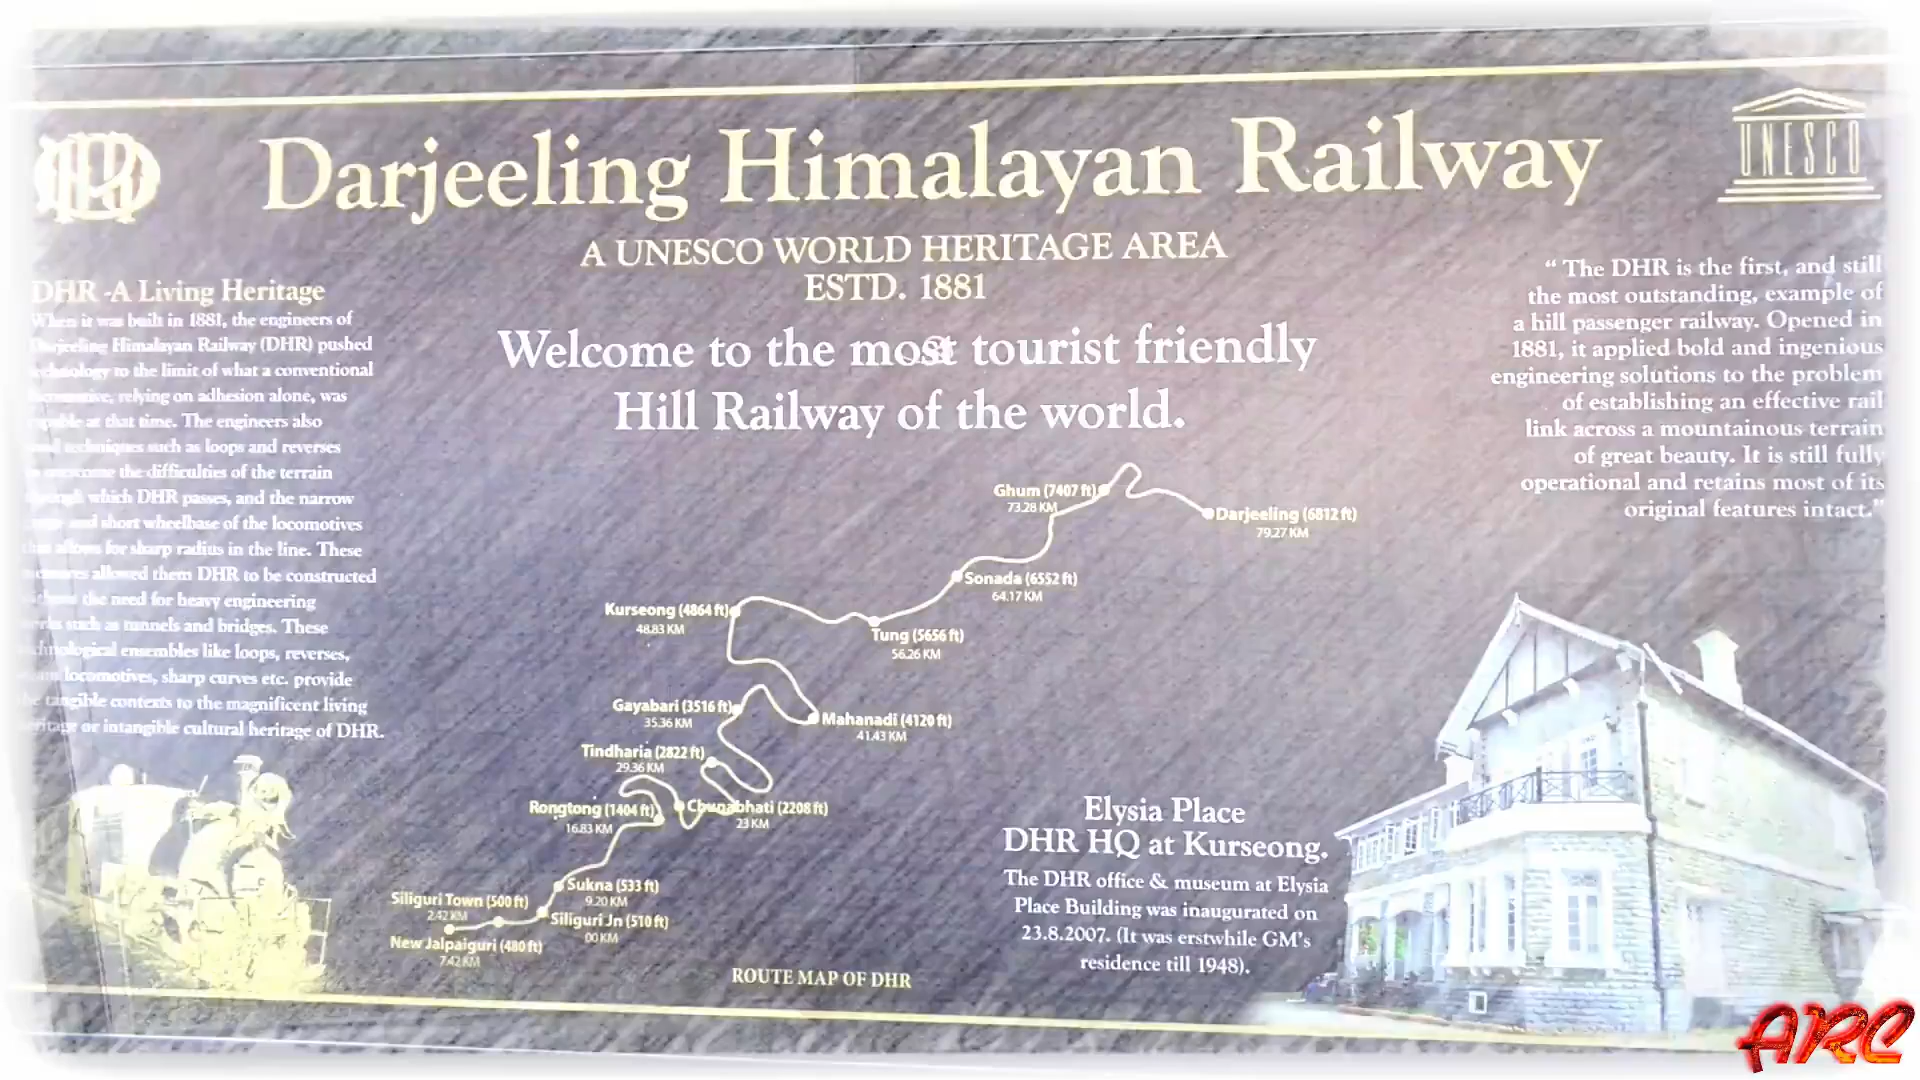 DHR
Darjeeling Himalayan Railway
UNESCO
A UNESCO WORLD HERITAGE AREA
ESTD. 1881
Welcome to the most tourist friendly
Hill Railway of the world.
DHR -A Living Heritage
When it was built in 1881, the engineers of
Darjeeling Himalayan Railway (DHR) pushed
technology to the limit of what a conventional
relying on adhesion alone, was
at that time. The engineers also
techniques such as loops and reverses
overcome the difficulties of the terrain
through which DHR passes, and the narrow
and short wheelbase of the locomotives
allows for sharp radius in the line. These
allowed them DHR to be constructed
the need for heavy engineering
such as tunnels and bridges. These
technological ensembles like loops, reverses,
locomotives, sharp curves etc. provide
the tangible contexts to the magnificent living
heritage or intangible cultural heritage of DHR.
“ The DHR is the first, and still
the most outstanding, example of
a hill passenger railway. Opened in
1881, it applied bold and ingenious
engineering solutions to the problem
of establishing an effective rail
link across a mountainous terrain
of great beauty. It is still fully
operational and retains most of its
original features intact.”
Ghum (7407 ft)
73.28 KM
Darjeeling (6812 ft)
79.27 KM
Sonada (6552 ft)
64.17 KM
Kurseong (4864 ft)
48.83 KM
Tung (5656 ft)
56.26 KM
Gayabari (3516 ft)
35.36 KM
Mahanadi (4120 ft)
41.43 KM
Tindharia (2822 ft)
29.36 KM
Rongtong (1404 ft)
16.83 KM
Chunabhati (2208 ft)
23 KM
Sukna (533 ft)
9.20 KM
Siliguri Town (500 ft)
2.42 KM
Siliguri Jn (510 ft)
00 KM
New Jalpaiguri (480 ft)
7.42 KM
ROUTE MAP OF DHR
Elysia Place
DHR HQ at Kurseong.
The DHR office & museum at Elysia
Place Building was inaugurated on
23.8.2007. (It was erstwhile GM's
residence till 1948).
ARC